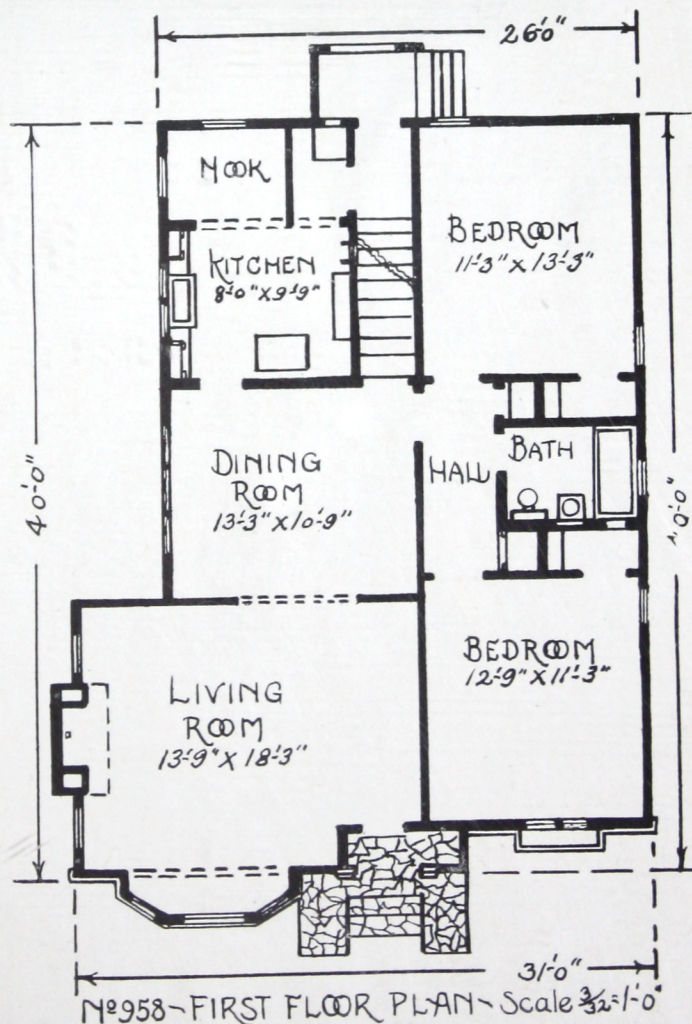 26'-0"
NOOK
BEDROOM
11'-3" x 13'-3"
KITCHEN
8'-0" x 9'-9"
40'-0"
DINING
ROOM
13'-3" x 10'-9"
HALL
BATH
BEDROOM
12'-9" x 11'-3"
LIVING
ROOM
13'-9" x 18'-3"
31'-0"
Nº 958 ~ FIRST FLOOR PLAN ~ Scale 3/32 = 1'-0"